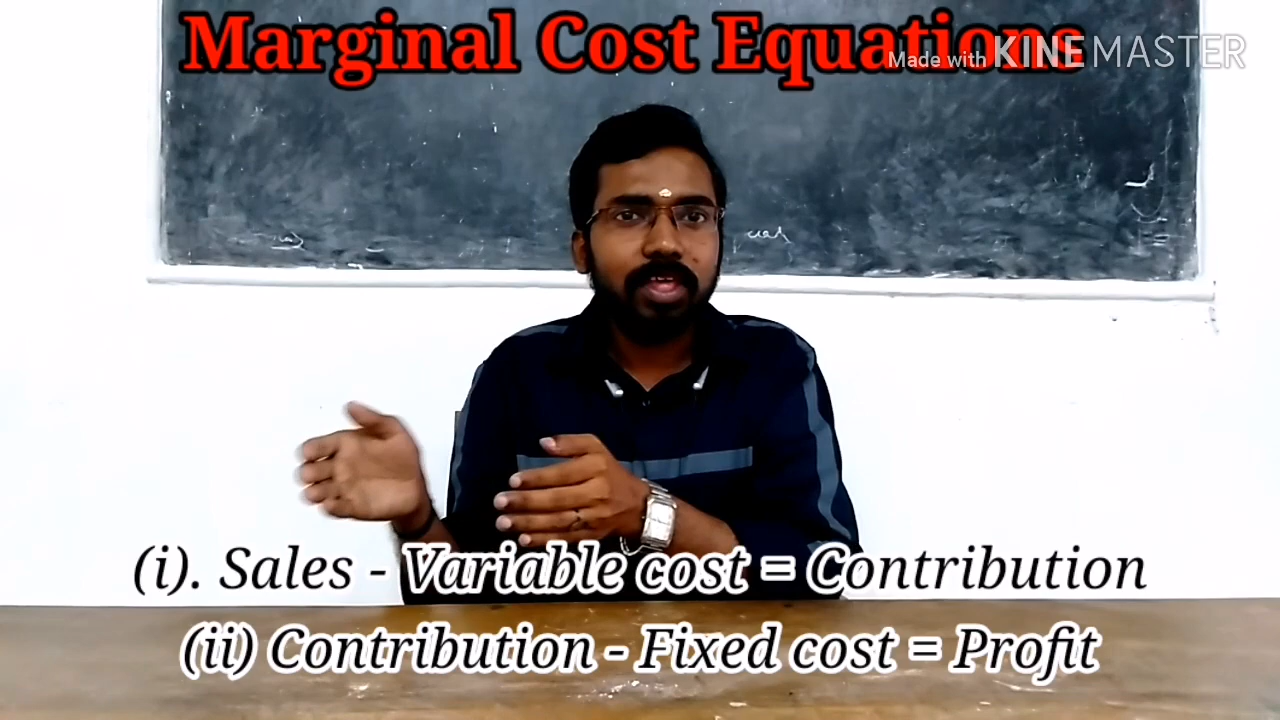 Marginal Cost Equations
Made with KINEMASTER
(i). Sales - Variable cost = Contribution
(ii) Contribution - Fixed cost = Profit